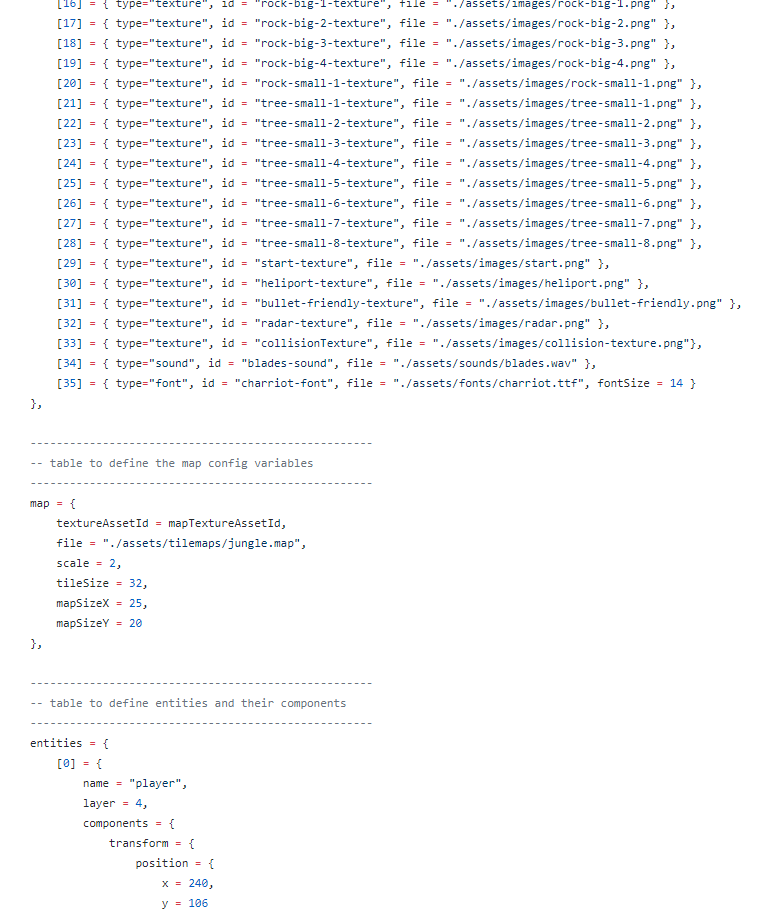 [16] = { type="texture", id = "rock-big-1-texture", file = "./assets/images/rock-big-1.png" },
[17] = { type="texture", id = "rock-big-2-texture", file = "./assets/images/rock-big-2.png" },
[18] = { type="texture", id = "rock-big-3-texture", file = "./assets/images/rock-big-3.png" },
[19] = { type="texture", id = "rock-big-4-texture", file = "./assets/images/rock-big-4.png" },
[20] = { type="texture", id = "rock-small-1-texture", file = "./assets/images/rock-small-1.png" },
[21] = { type="texture", id = "tree-small-1-texture", file = "./assets/images/tree-small-1.png" },
[22] = { type="texture", id = "tree-small-2-texture", file = "./assets/images/tree-small-2.png" },
[23] = { type="texture", id = "tree-small-3-texture", file = "./assets/images/tree-small-3.png" },
[24] = { type="texture", id = "tree-small-4-texture", file = "./assets/images/tree-small-4.png" },
[25] = { type="texture", id = "tree-small-5-texture", file = "./assets/images/tree-small-5.png" },
[26] = { type="texture", id = "tree-small-6-texture", file = "./assets/images/tree-small-6.png" },
[27] = { type="texture", id = "tree-small-7-texture", file = "./assets/images/tree-small-7.png" },
[28] = { type="texture", id = "tree-small-8-texture", file = "./assets/images/tree-small-8.png" },
[29] = { type="texture", id = "start-texture", file = "./assets/images/start.png" },
[30] = { type="texture", id = "heliport-texture", file = "./assets/images/heliport.png" },
[31] = { type="texture", id = "bullet-friendly-texture", file = "./assets/images/bullet-friendly.png" },
[32] = { type="texture", id = "radar-texture", file = "./assets/images/radar.png" },
[33] = { type="texture", id = "collisionTexture", file = "./assets/images/collision-texture.png"},
[34] = { type="sound", id = "blades-sound", file = "./assets/sounds/blades.wav" },
[35] = { type="font", id = "charriot-font", file = "./assets/fonts/charriot.ttf", fontSize = 14 }
},
----------------------------------------------------
-- table to define the map config variables
----------------------------------------------------
map = {
textureAssetId = mapTextureAssetId,
file = "./assets/tilemaps/jungle.map",
scale = 2,
tileSize = 32,
mapSizeX = 25,
mapSizeY = 20
},
----------------------------------------------------
-- table to define entities and their components
----------------------------------------------------
entities = {
[0] = {
name = "player",
layer = 4,
components = {
transform = {
position = {
x = 240,
y = 106